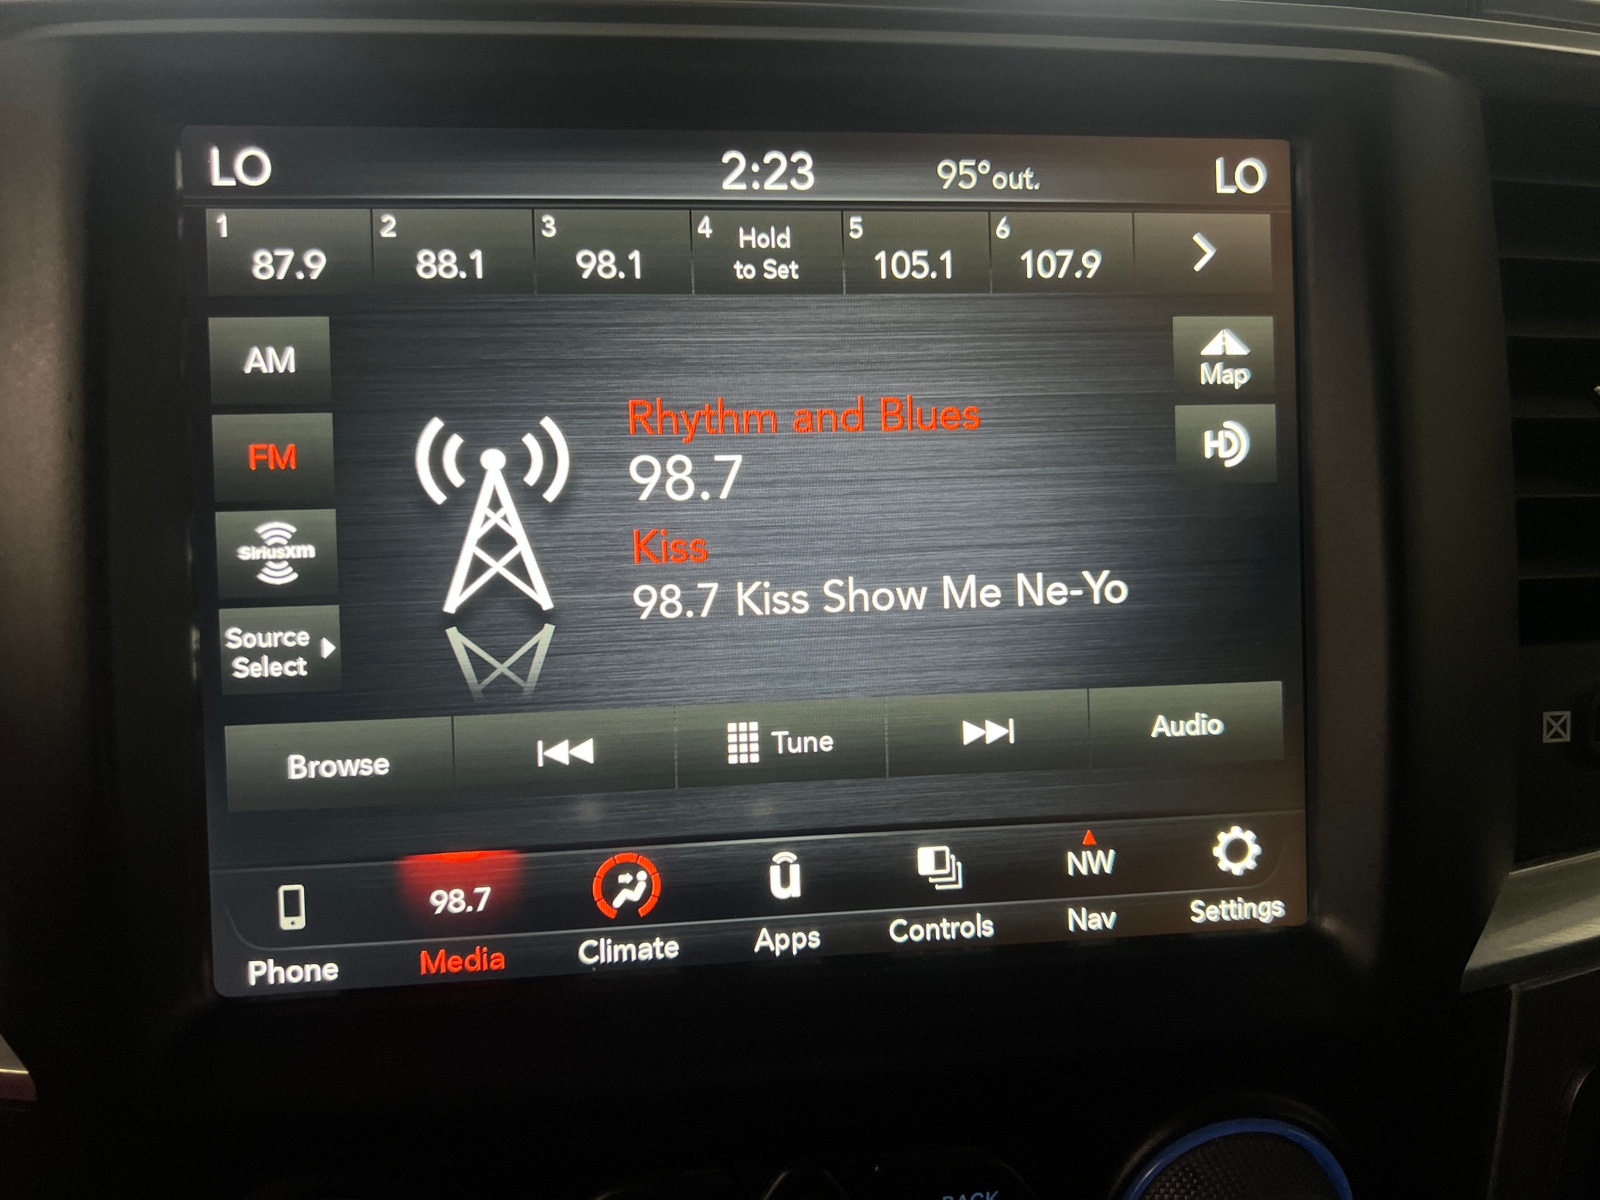 LO 2:23 95°out. LO
1 87.9 2 88.1 3 98.1 4 Hold to Set 5 105.1 6 107.9
AM
Map
FM
HD
Rhythm and Blues
98.7
Kiss
98.7 Kiss Show Me Ne-Yo
SiriusXM
Source
Select
Browse Tune Audio
98.7 NW
Phone Media Climate Apps Controls Nav Settings
BACK